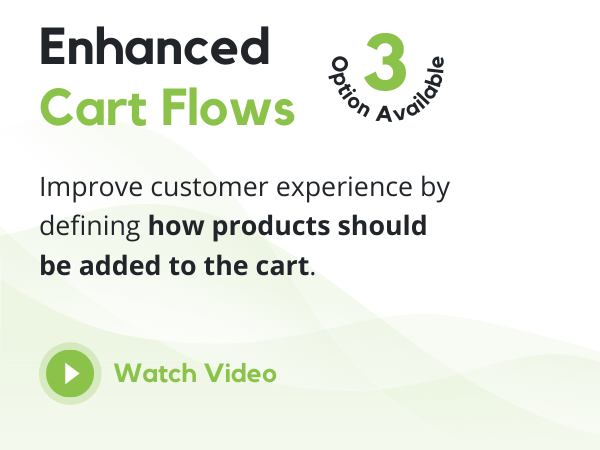 Enhanced
Cart Flows
3
Option Available
Improve customer experience by
defining how products should
be added to the cart.
Watch Video